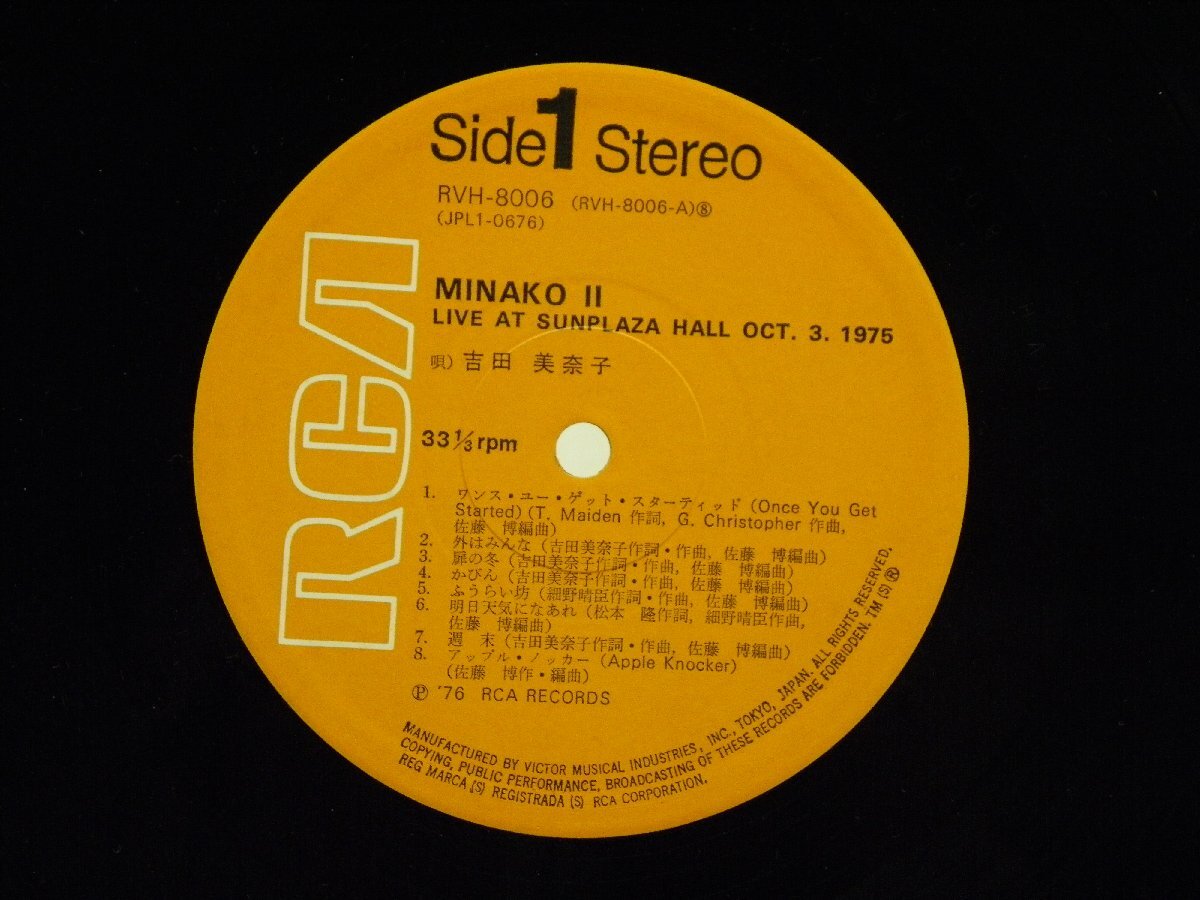 Side 1 Stereo
RVH-8006 (RVH-8006-A)⑧
(JPL1-0676)
RCA
MINAKO II
LIVE AT SUNPLAZA HALL OCT. 3. 1975
唄) 吉田 美奈子
33 1/3 rpm
1. ワンス・ユー・ゲット・スターティッド (Once You Get
Started) (T. Maiden 作詞, G. Christopher 作曲,
佐藤 博編曲)
2. 外はみんな (吉田美奈子作詞・作曲, 佐藤 博編曲)
3. 扉の冬 (吉田美奈子作詞・作曲, 佐藤 博編曲)
4. かびん (吉田美奈子作詞・作曲, 佐藤 博編曲)
5. ふうらい坊 (細野晴臣作詞・作曲, 佐藤 博編曲)
6. 明日天気になあれ (松本 隆作詞, 細野晴臣作曲,
佐藤 博編曲)
7. 週 末 (吉田美奈子作詞・作曲, 佐藤 博編曲)
8. アップル・ノッカー (Apple Knocker)
(佐藤 博作・編曲)
Ⓟ '76 RCA RECORDS
MANUFACTURED BY VICTOR MUSICAL INDUSTRIES, INC., TOKYO, JAPAN. ALL RIGHTS RESERVED.
COPYING, PUBLIC PERFORMANCE, BROADCASTING OF THESE RECORDS ARE FORBIDDEN. TM (S) ®
REG MARCA (S) REGISTRADA (S) RCA CORPORATION.